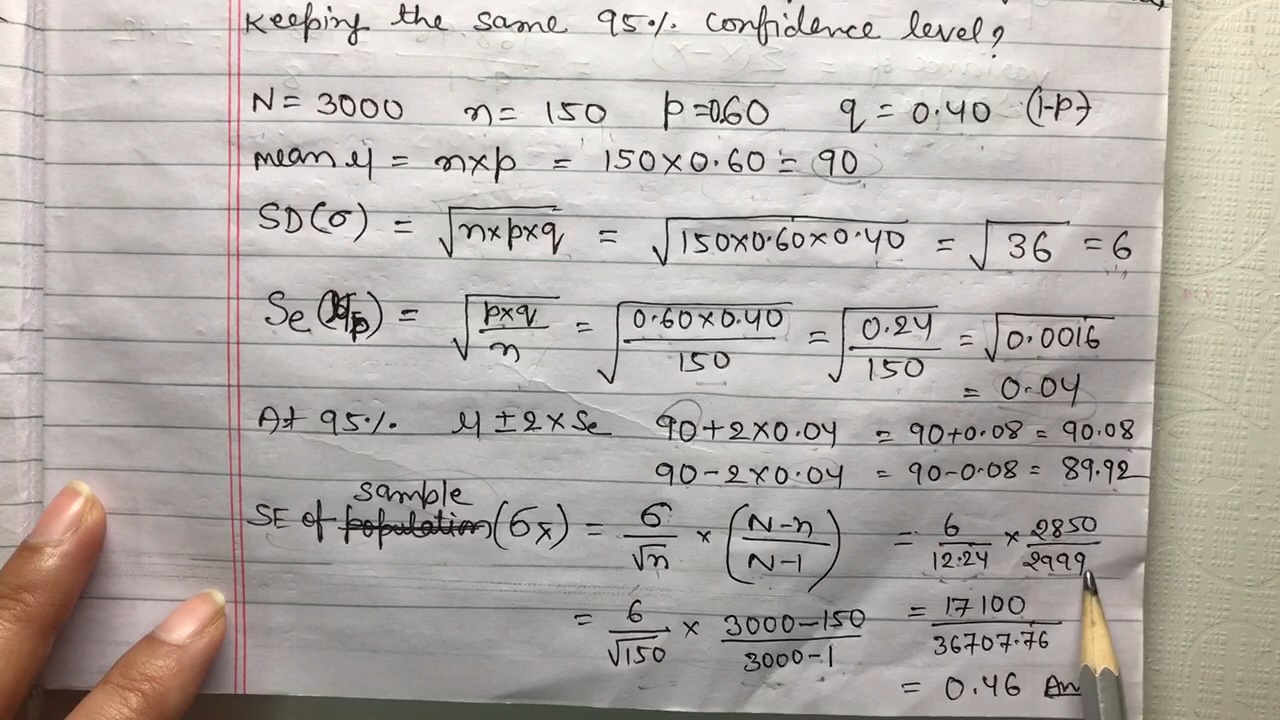 Keeping the same 95% confidence level?
N = 3000 n = 150 p = 0.60 q = 0.40 (1-P)
mean μ = n×p = 150×0.60 = 90
SD(σ) = √n×p×q = √150×0.60×0.40 = √36 = 6
Se ( p) = √p×q/n = √0.60×0.40/150 = √0.24/150 = √0.0016
= 0.04
At 95% μ ± 2×Se 90+2×0.04 = 90+0.08 = 90.08
90-2×0.04 = 90-0.08 = 89.92
sample
SE of population (σx) = σ/√n × (N-n/N-1) = 6/12.24 × 2850/2999
= 6/√150 × 3000-150/3000-1 = 17100/36707.76
= 0.46 An